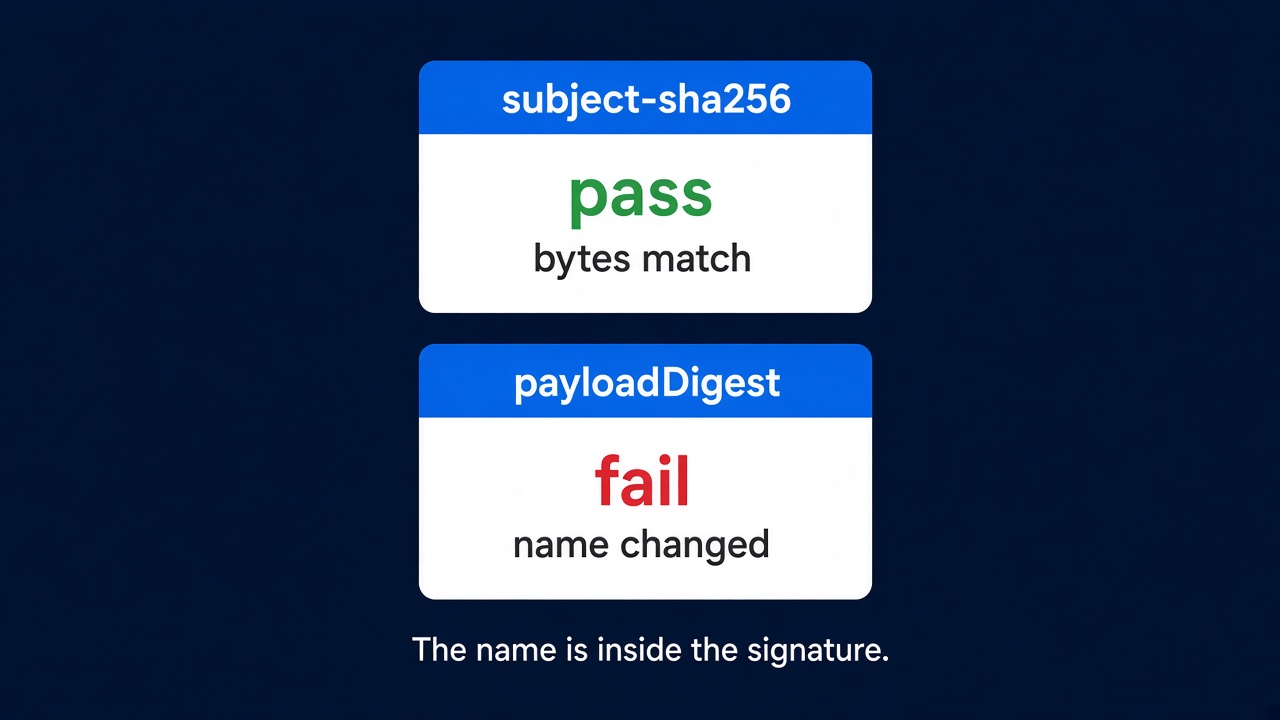 subject-sha256
pass
bytes match
payloadDigest
fail
name changed
The name is inside the signature.